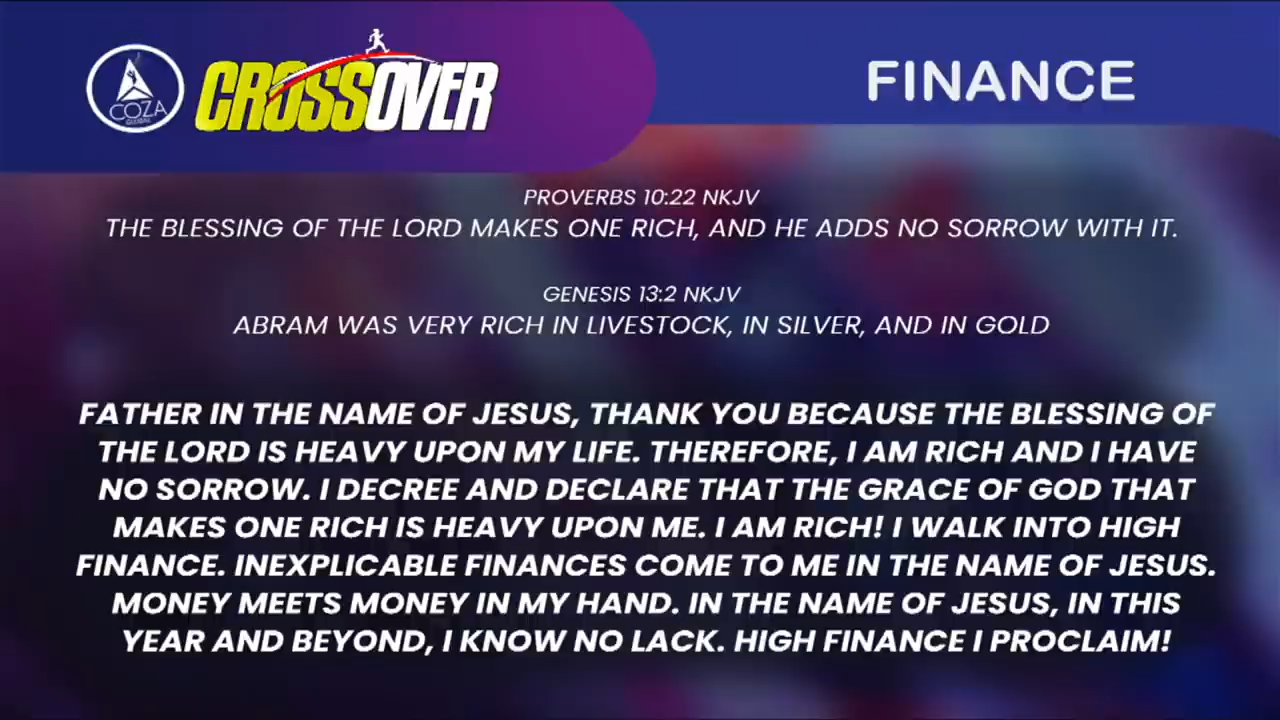 COZA
GLOBAL
CROSSOVER
FINANCE
PROVERBS 10:22 NKJV
THE BLESSING OF THE LORD MAKES ONE RICH, AND HE ADDS NO SORROW WITH IT.
GENESIS 13:2 NKJV
ABRAM WAS VERY RICH IN LIVESTOCK, IN SILVER, AND IN GOLD
FATHER IN THE NAME OF JESUS, THANK YOU BECAUSE THE BLESSING OF
THE LORD IS HEAVY UPON MY LIFE. THEREFORE, I AM RICH AND I HAVE
NO SORROW. I DECREE AND DECLARE THAT THE GRACE OF GOD THAT
MAKES ONE RICH IS HEAVY UPON ME. I AM RICH! I WALK INTO HIGH
FINANCE. INEXPLICABLE FINANCES COME TO ME IN THE NAME OF JESUS.
MONEY MEETS MONEY IN MY HAND. IN THE NAME OF JESUS, IN THIS
YEAR AND BEYOND, I KNOW NO LACK. HIGH FINANCE I PROCLAIM!